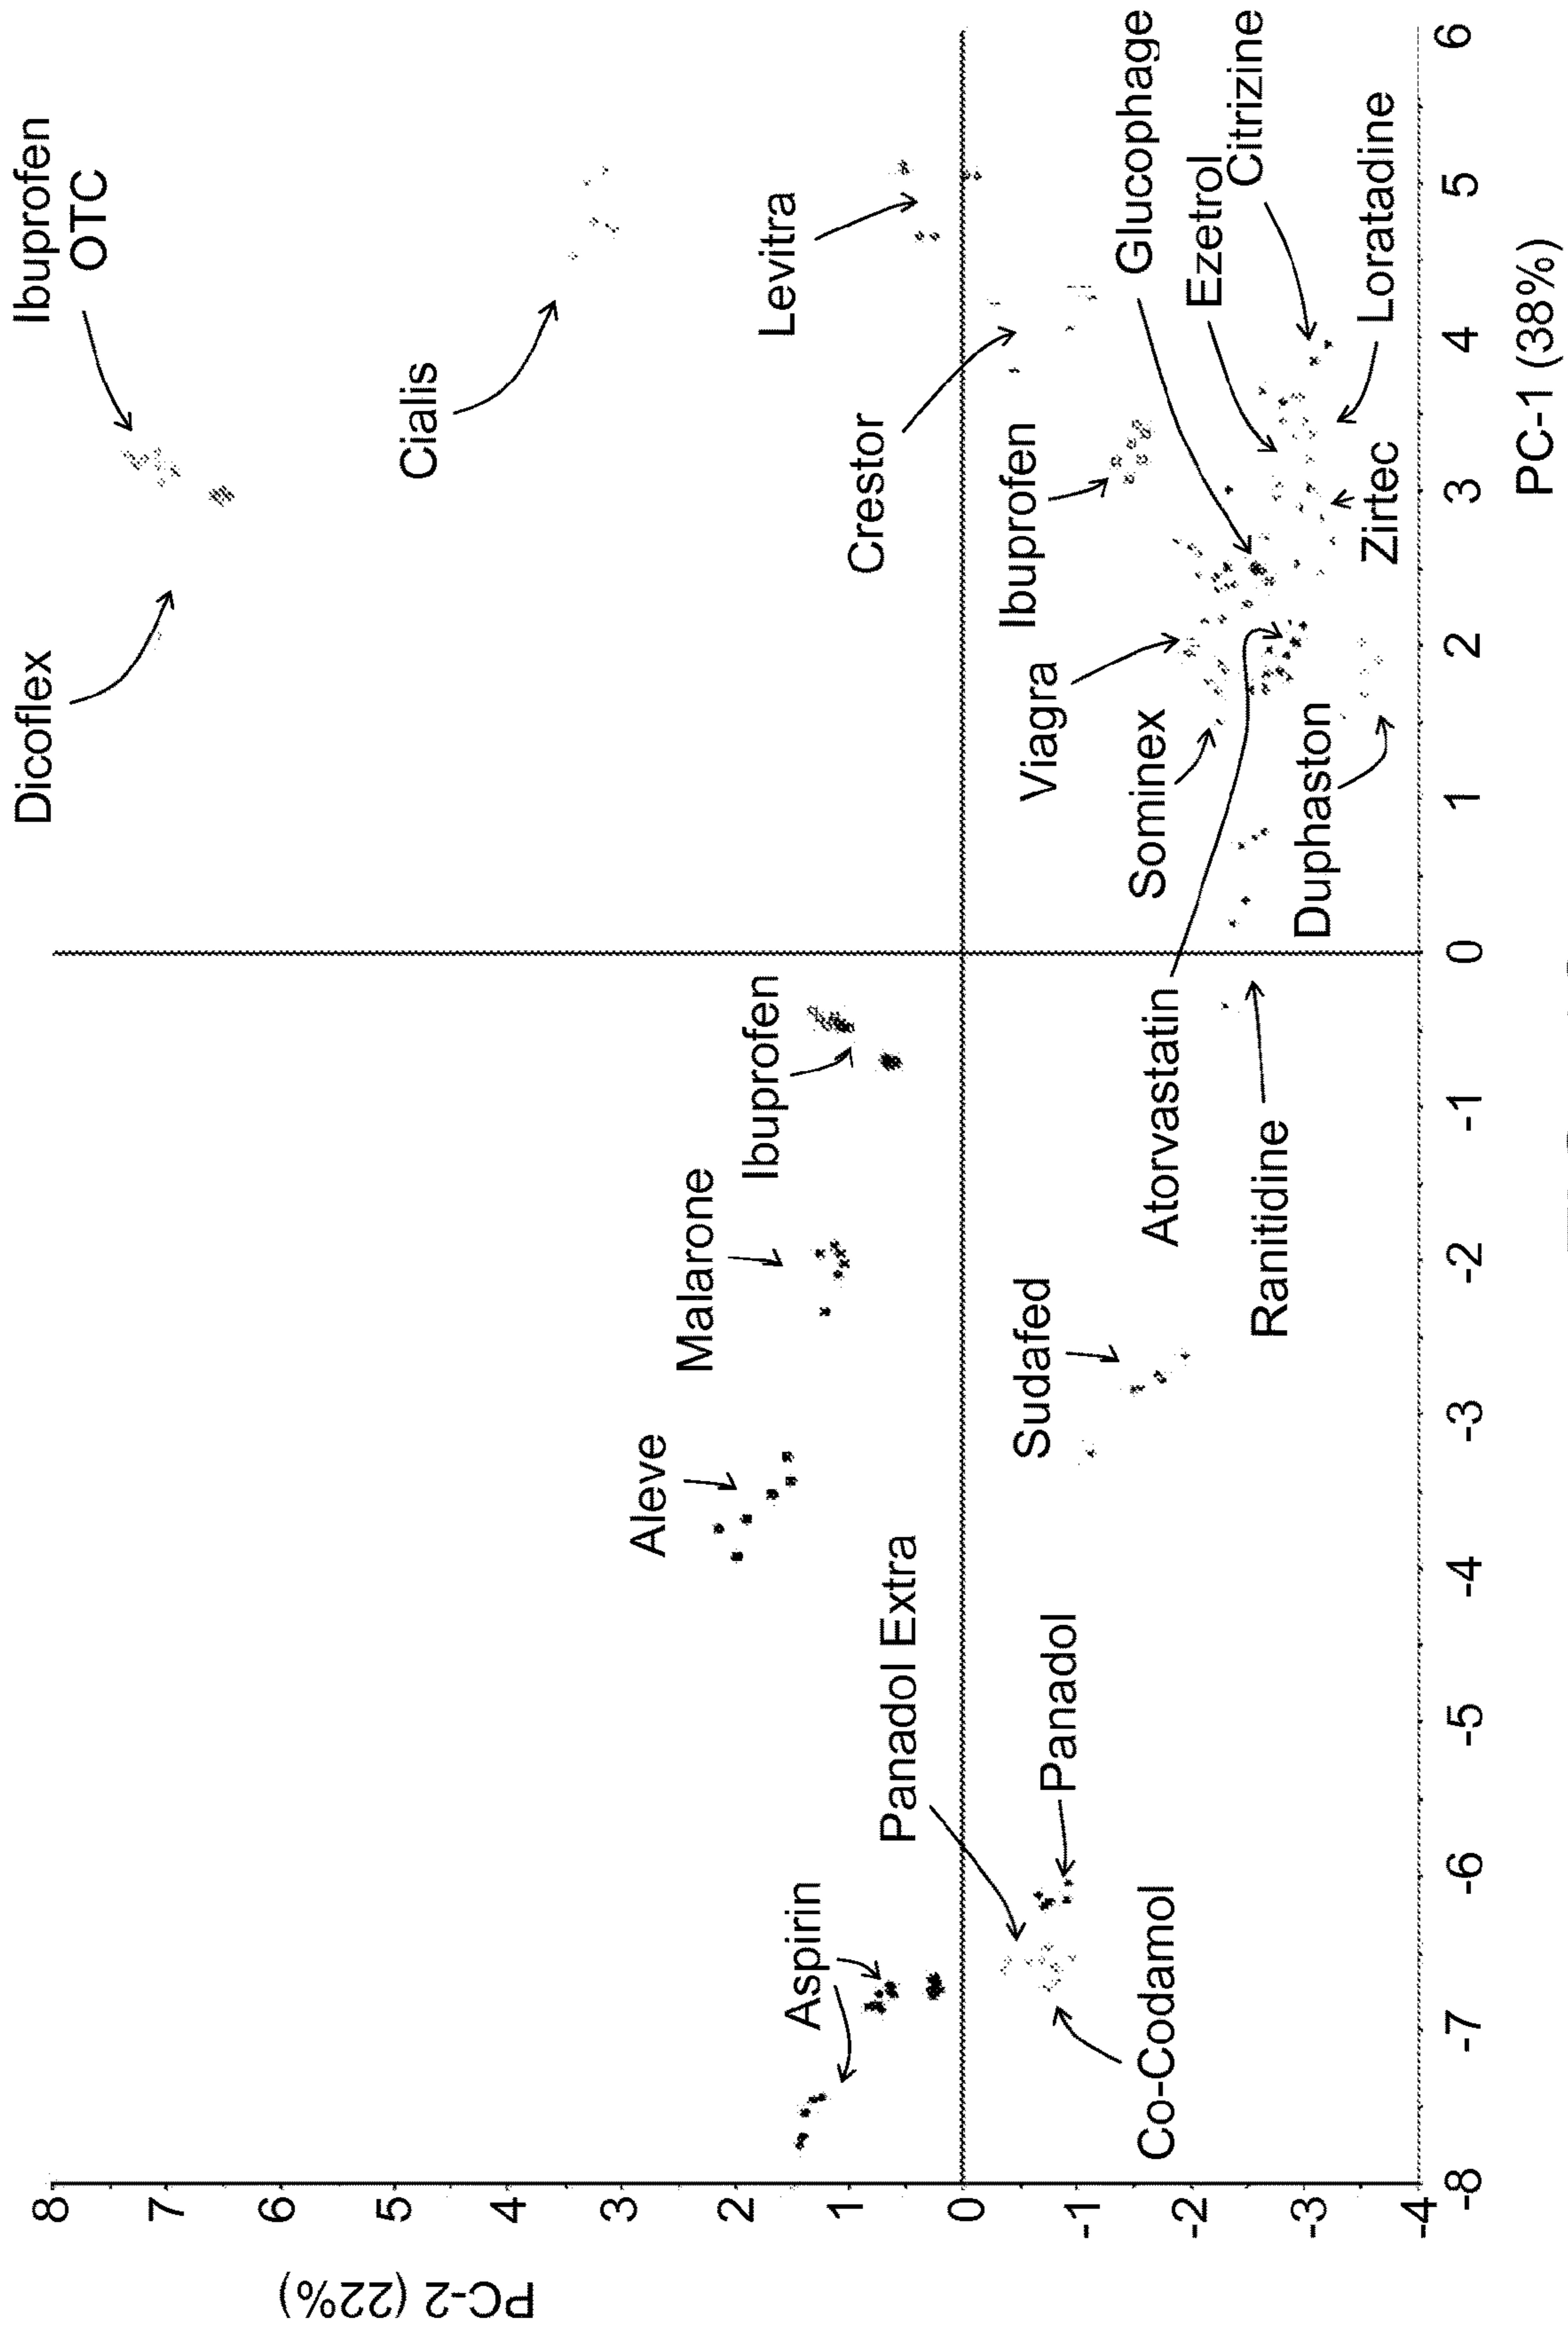 PC-2 (22%)
8
7
6
5
4
3
2
1
0
-1
-2
-3
-4
-8
-7
-6
-5
-4
-3
-2
-1
0
1
2
3
4
5
6
PC-1 (38%)
Aspirin
Co-Codamol
Panadol Extra
Panadol
Aleve
Malarone
Sudafed
Ibuprofen
Ranitidine
Atorvastatin
Dicoflex
Ibuprofen
OTC
Cialis
Levitra
Crestor
Ibuprofen
Viagra
Sominex
Duphaston
Glucophage
Ezetrol
Citrizine
Loratadine
Zirtec